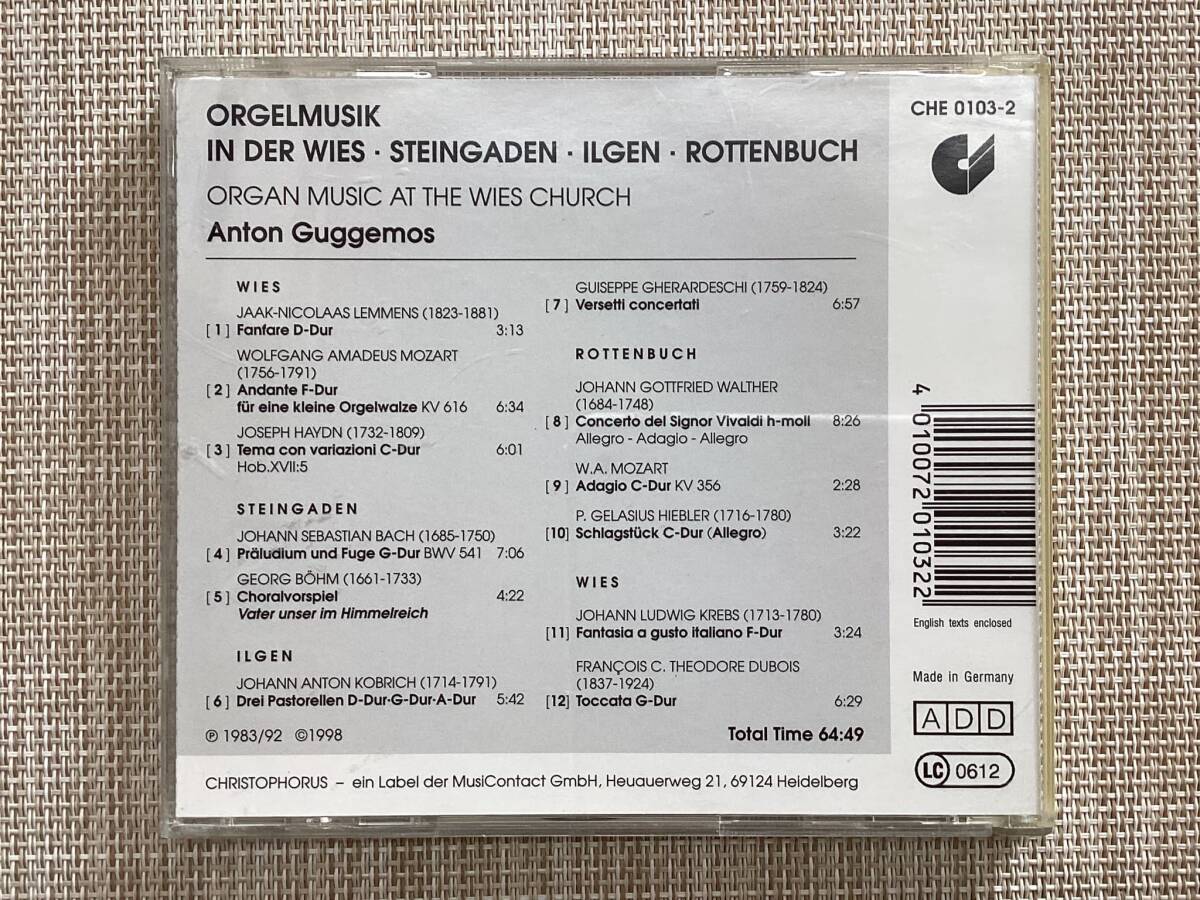 ORGELMUSIK
IN DER WIES · STEINGADEN · ILGEN · ROTTENBUCH
ORGAN MUSIC AT THE WIES CHURCH
Anton Guggemos
WIES
JAAK-NICOLAAS LEMMENS (1823-1881)
[1] Fanfare D-Dur 3:13
WOLFGANG AMADEUS MOZART
(1756-1791)
[2] Andante F-Dur
für eine kleine Orgelwalze KV 616 6:34
JOSEPH HAYDN (1732-1809)
[3] Tema con variazioni C-Dur 6:01
Hob.XVII:5
STEINGADEN
JOHANN SEBASTIAN BACH (1685-1750)
[4] Präludium und Fuge G-Dur BWV 541 7:06
GEORG BÖHM (1661-1733)
[5] Choralvorspiel 4:22
Vater unser im Himmelreich
ILGEN
JOHANN ANTON KOBRICH (1714-1791)
[6] Drei Pastorellen D-Dur·G-Dur·A-Dur 5:42
℗ 1983/92 ©1998
GUISEPPE GHERARDESCHI (1759-1824)
[7] Versetti concertati 6:57
ROTTENBUCH
JOHANN GOTTFRIED WALTHER
(1684-1748)
[8] Concerto del Signor Vivaldi h-moll 8:26
Allegro - Adagio - Allegro
W.A. MOZART
[9] Adagio C-Dur KV 356 2:28
P. GELASIUS HIEBLER (1716-1780)
[10] Schlagstück C-Dur (Allegro) 3:22
WIES
JOHANN LUDWIG KREBS (1713-1780)
[11] Fantasia a gusto italiano F-Dur 3:24
FRANÇOIS C. THEODORE DUBOIS
(1837-1924)
[12] Toccata G-Dur 6:29
Total Time 64:49
CHRISTOPHORUS – ein Label der MusiContact GmbH, Heuauerweg 21, 69124 Heidelberg
CHE 0103-2
4 010072 010322
English texts enclosed
Made in Germany
ADD
LC 0612